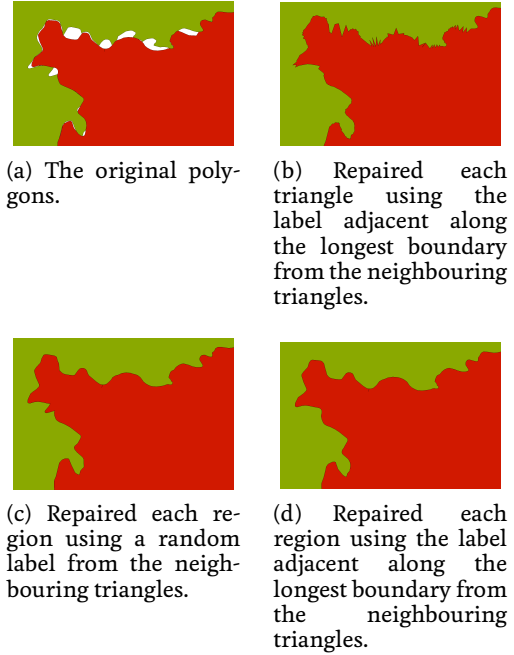 (a) The original poly-
gons.
(b) Repaired each
triangle using the
label adjacent along
the longest boundary
from the neighbouring
triangles.
(c) Repaired each re-
gion using a random
label from the neigh-
bouring triangles.
(d) Repaired each
region using the label
adjacent along the
longest boundary from
the neighbouring
triangles.